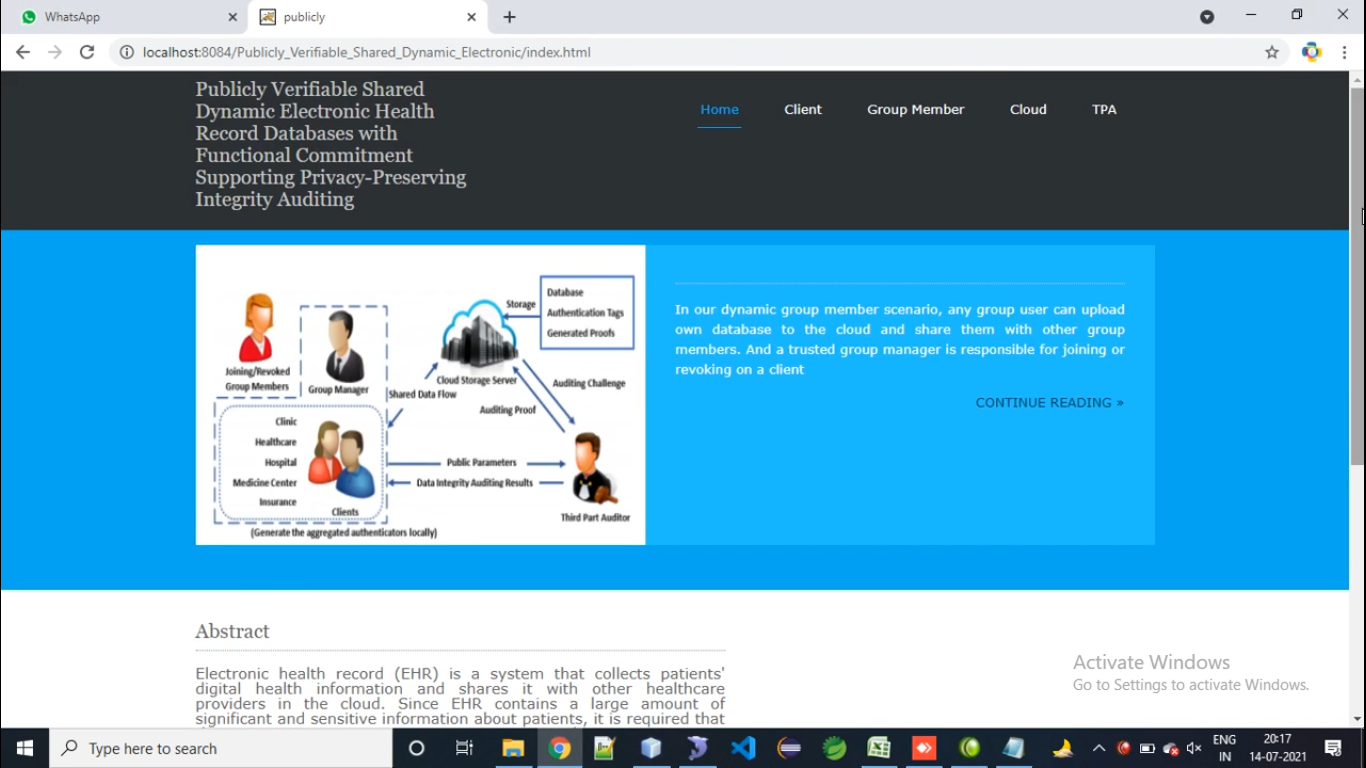 WhatsApp
publicly
localhost:8084/Publicly_Verifiable_Shared_Dynamic_Electronic/index.html
Publicly Verifiable Shared
Dynamic Electronic Health
Record Databases with
Functional Commitment
Supporting Privacy-Preserving
Integrity Auditing
Home Client Group Member Cloud TPA
Joining/Revoked
Group Members
Group Manager
Storage
Database
Authentication Tags
Generated Proofs
Cloud Storage Server
Shared Data Flow
Auditing Challenge
Auditing Proof
Clinic
Healthcare
Hospital
Medicine Center
Insurance
Clients
Public Parameters
Data Integrity Auditing Results
Third Part Auditor
(Generate the aggregated authenticators locally)
In our dynamic group member scenario, any group user can upload
own database to the cloud and share them with other group
members. And a trusted group manager is responsible for joining or
revoking on a client
CONTINUE READING »
Abstract
Electronic health record (EHR) is a system that collects patients'
digital health information and shares it with other healthcare
providers in the cloud. Since EHR contains a large amount of
significant and sensitive information about patients, it is required that
Activate Windows
Go to Settings to activate Windows.
Type here to search
ENG
IN
20:17
14-07-2021